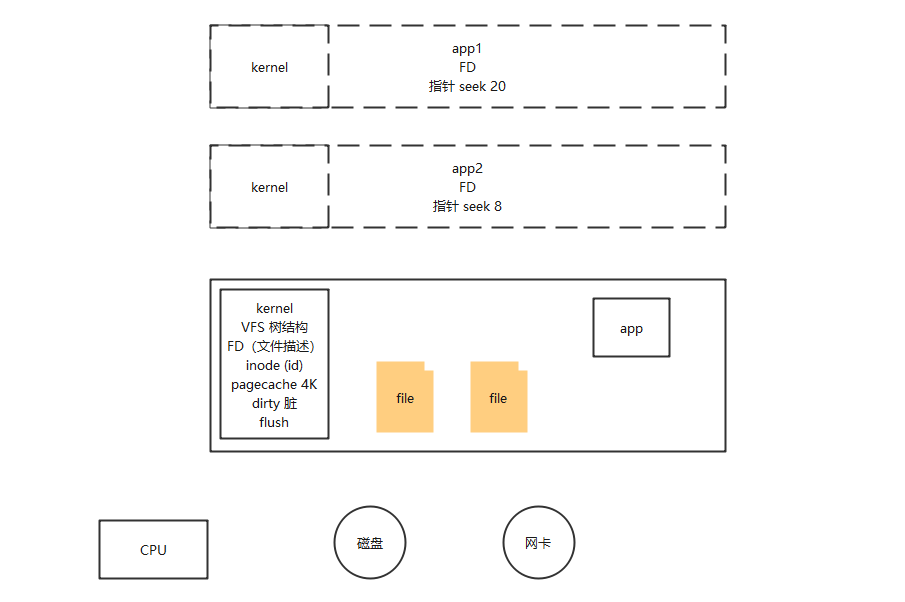 kernel
app1
FD
指针 seek 20
kernel
app2
FD
指针 seek 8
kernel
VFS 树结构
FD（文件描述）
inode (id)
pagecache 4K
dirty 脏
flush
file
file
app
CPU
磁盘
网卡